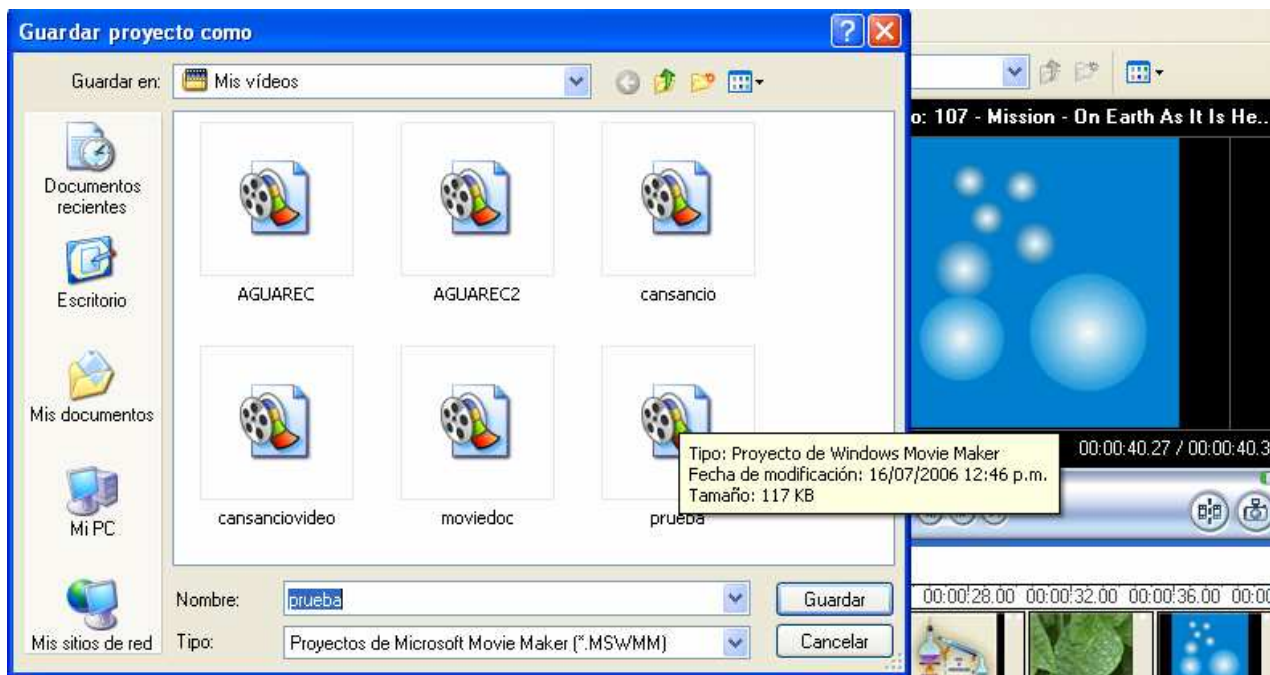 Guardar proyecto como
Guardar en:
Mis vídeos
o: 107 - Mission - On Earth As It Is He...
Documentos
recientes
Escritorio
Mis documentos
Mi PC
Mis sitios de red
AGUAREC
AGUAREC2
cansancio
cansanciovideo
moviedoc
prueba
Tipo: Proyecto de Windows Movie Maker
Fecha de modificación: 16/07/2006 12:46 p.m.
Tamaño: 117 KB
00:00:40.27 / 00:00:40.3
Nombre:
prueba
Guardar
Tipo:
Proyectos de Microsoft Movie Maker (*.MSWMM)
Cancelar
00:00:28.00 00:00:32.00 00:00:36.00 00:00